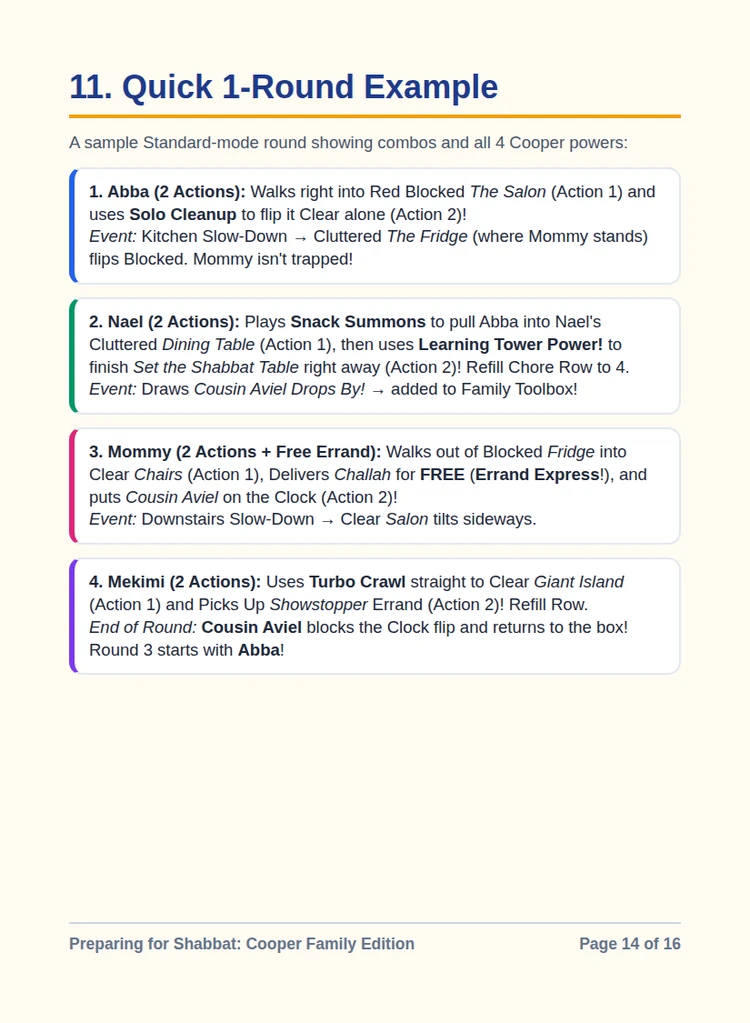 11. Quick 1-Round Example
A sample Standard-mode round showing combos and all 4 Cooper powers:
1. Abba (2 Actions): Walks right into Red Blocked The Salon (Action 1) and
uses Solo Cleanup to flip it Clear alone (Action 2)!
Event: Kitchen Slow-Down → Cluttered The Fridge (where Mommy stands)
flips Blocked. Mommy isn't trapped!
2. Nael (2 Actions): Plays Snack Summons to pull Abba into Nael's
Cluttered Dining Table (Action 1), then uses Learning Tower Power! to
finish Set the Shabbat Table right away (Action 2)! Refill Chore Row to 4.
Event: Draws Cousin Aviel Drops By! → added to Family Toolbox!
3. Mommy (2 Actions + Free Errand): Walks out of Blocked Fridge into
Clear Chairs (Action 1), Delivers Challah for FREE (Errand Express!), and
puts Cousin Aviel on the Clock (Action 2)!
Event: Downstairs Slow-Down → Clear Salon tilts sideways.
4. Mekimi (2 Actions): Uses Turbo Crawl straight to Clear Giant Island
(Action 1) and Picks Up Showstopper Errand (Action 2)! Refill Row.
End of Round: Cousin Aviel blocks the Clock flip and returns to the box!
Round 3 starts with Abba!
Preparing for Shabbat: Cooper Family Edition
Page 14 of 16